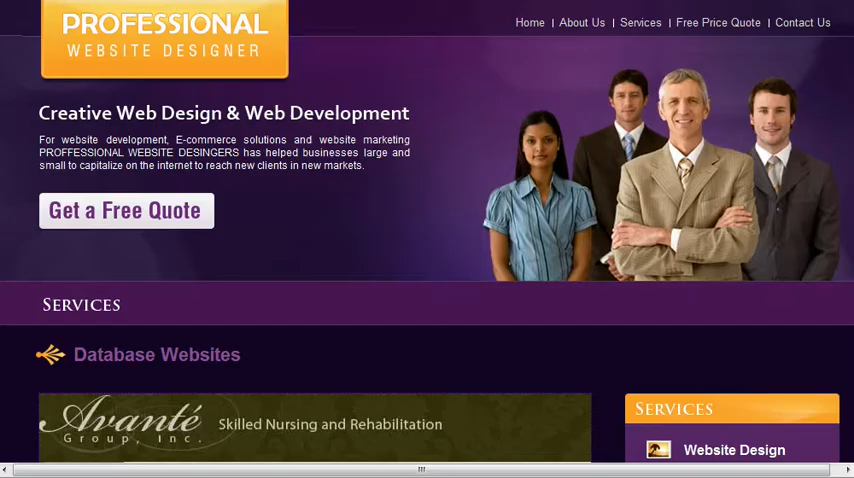 PROFESSIONAL
WEBSITE DESIGNER
Home | About Us | Services | Free Price Quote | Contact Us
Creative Web Design & Web Development
For website development, E-commerce solutions and website marketing
PROFFESSIONAL WEBSITE DESINGERS has helped businesses large and
small to capitalize on the internet to reach new clients in new markets.
Get a Free Quote
SERVICES
Database Websites
Avanté
Group, Inc.
Skilled Nursing and Rehabilitation
SERVICES
Website Design